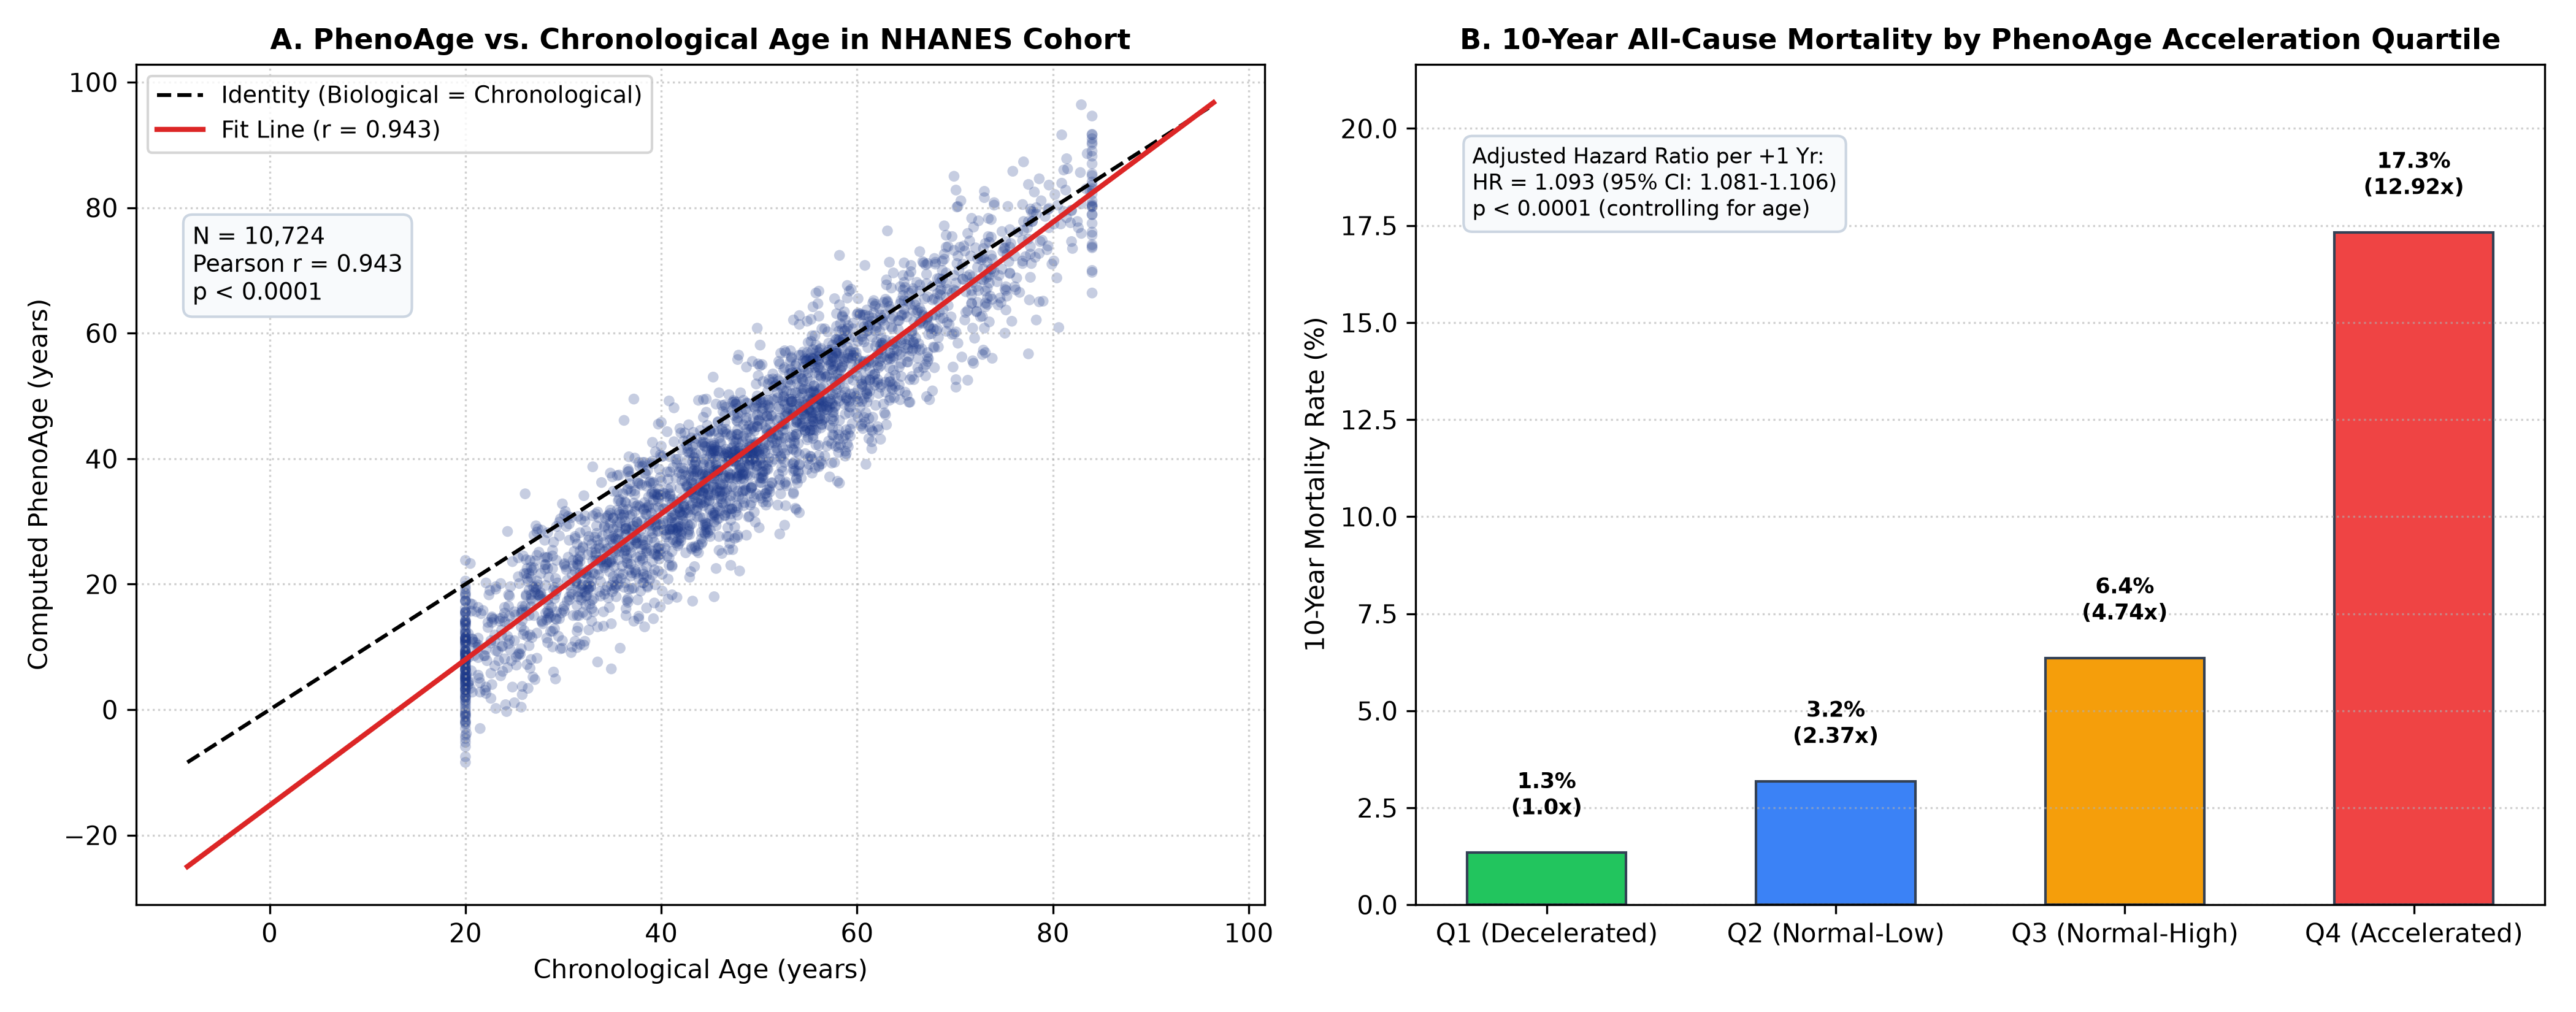 A. PhenoAge vs. Chronological Age in NHANES Cohort
Identity (Biological = Chronological)
Fit Line (r = 0.943)
N = 10,724
Pearson r = 0.943
p < 0.0001
Computed PhenoAge (years)
100
80
60
40
20
0
−20
0
20
40
60
80
100
Chronological Age (years)
B. 10-Year All-Cause Mortality by PhenoAge Acceleration Quartile
Adjusted Hazard Ratio per +1 Yr:
HR = 1.093 (95% CI: 1.081-1.106)
p < 0.0001 (controlling for age)
10-Year Mortality Rate (%)
20.0
17.5
15.0
12.5
10.0
7.5
5.0
2.5
0.0
1.3%
(1.0x)
3.2%
(2.37x)
6.4%
(4.74x)
17.3%
(12.92x)
Q1 (Decelerated)
Q2 (Normal-Low)
Q3 (Normal-High)
Q4 (Accelerated)